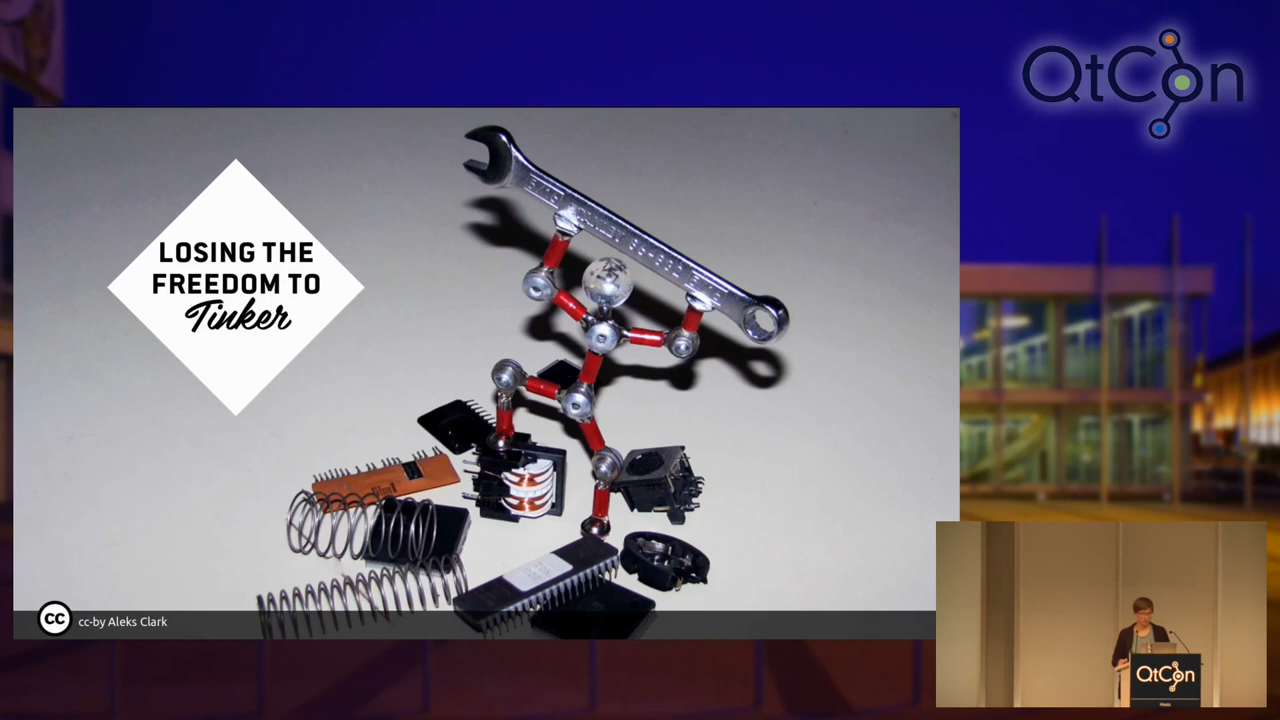 QtCon
LOSING THE
FREEDOM TO
Tinker
cc
cc-by Aleks Clark
QtCon